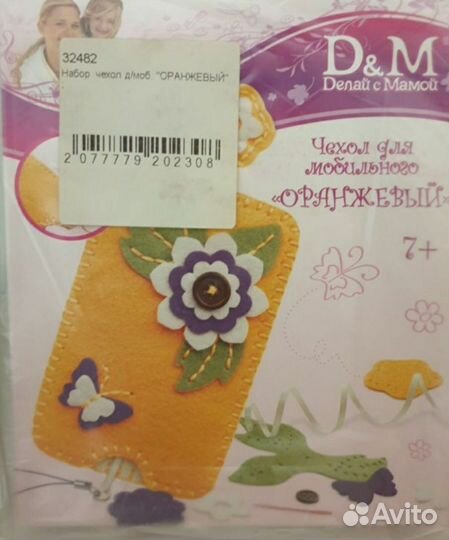 32482
Набор чехол д/моб. "ОРАНЖЕВЫЙ"
2 077779 202308
D&M
Делай с Мамой
Чехол для
мобильного
«ОРАНЖЕВЫЙ»
7+
Avito